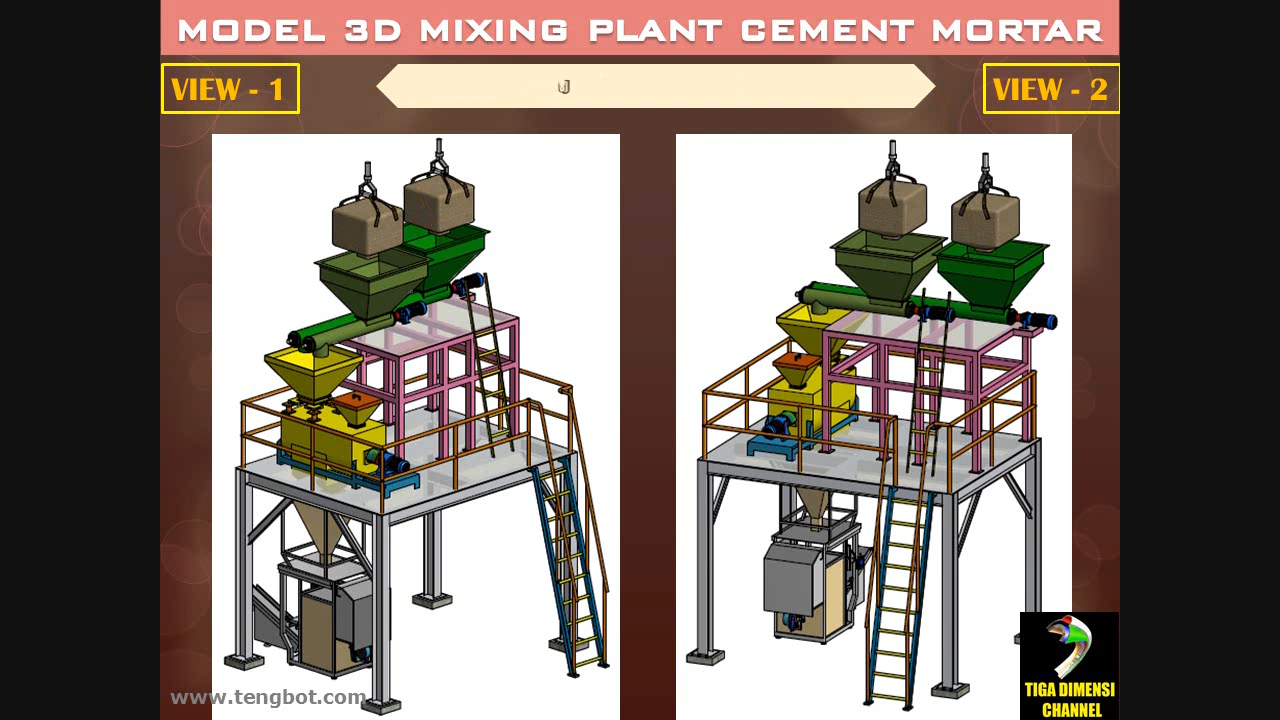 MODEL 3D MIXING PLANT CEMENT MORTAR
VIEW - 1
VIEW - 2
www.tengbot.com
TIGA DIMENSI
CHANNEL